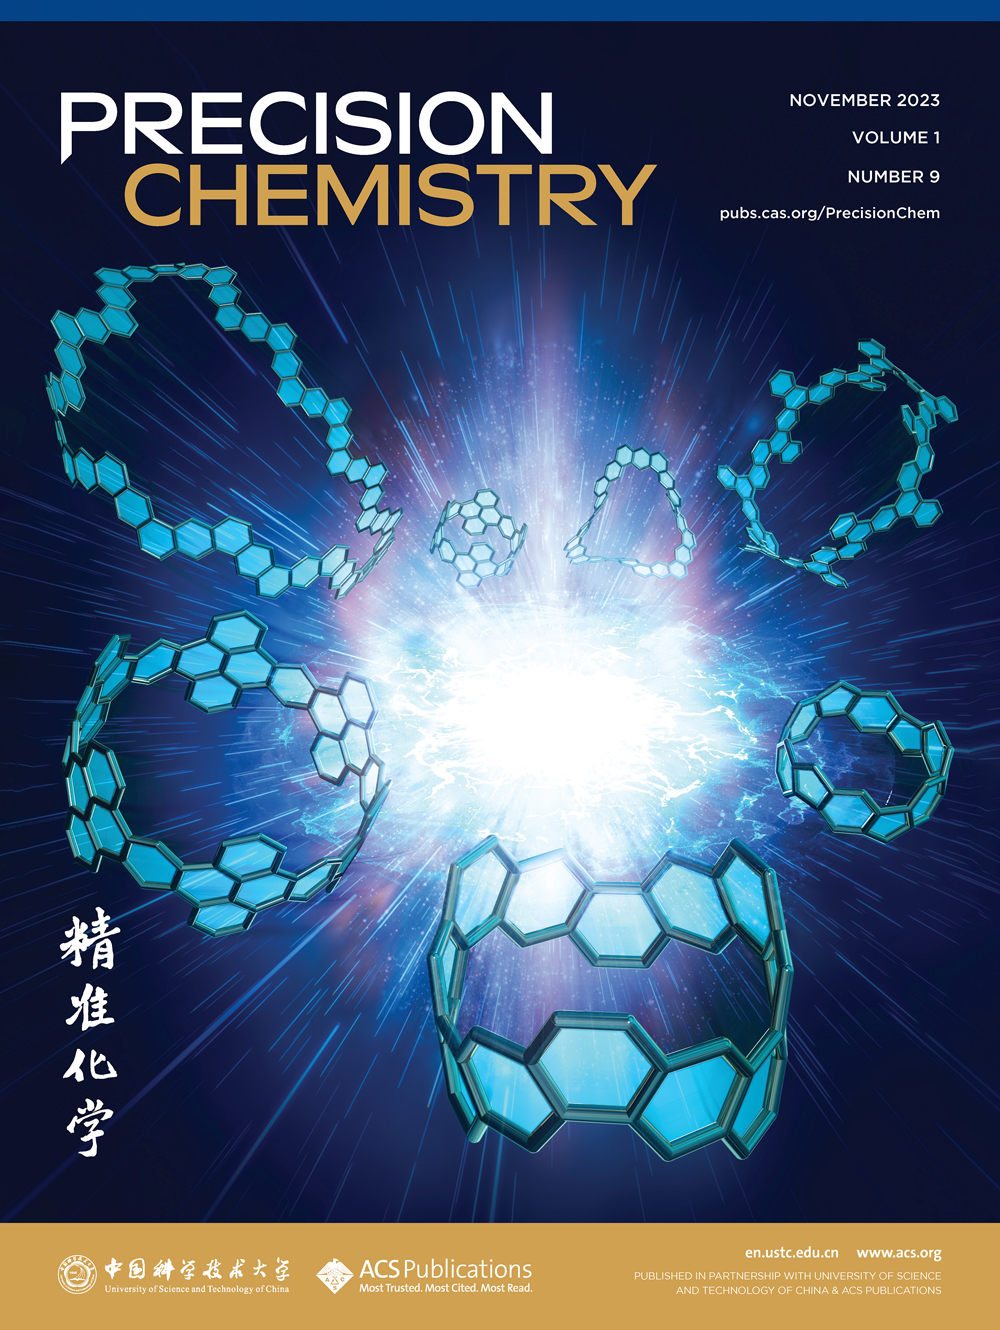 PRECISION
CHEMISTRY
NOVEMBER 2023
VOLUME 1
NUMBER 9
pubs.cas.org/PrecisionChem
精
准
化
学
中国科学技术大学
University of Science and Technology of China
ACS Publications
Most Trusted. Most Cited. Most Read.
en.ustc.edu.cn www.acs.org
PUBLISHED IN PARTNERSHIP WITH UNIVERSITY OF SCIENCE
AND TECHNOLOGY OF CHINA & ACS PUBLICATIONS